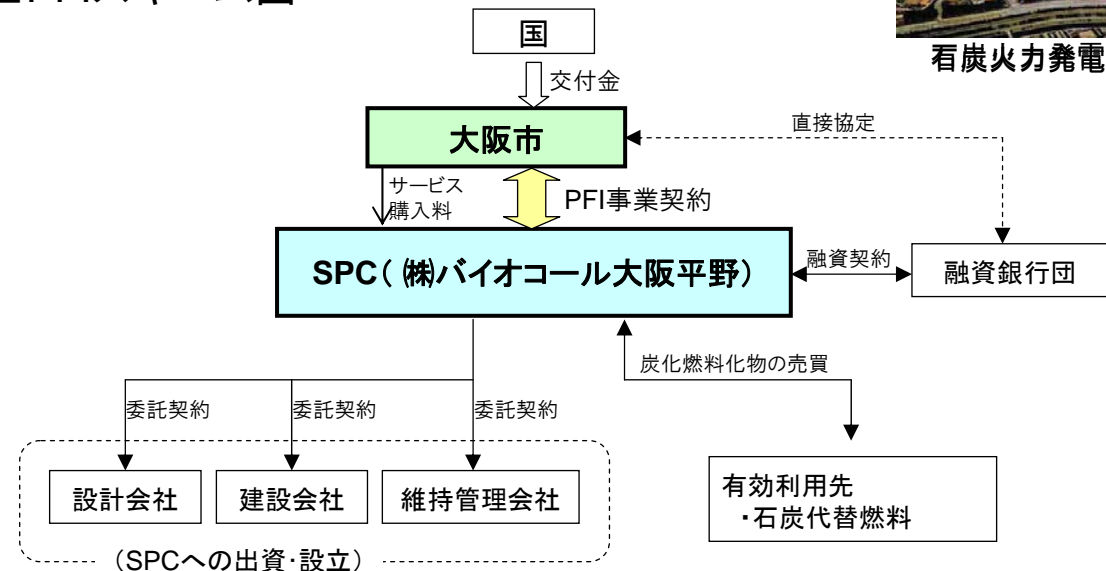 国
石炭火力発電
交付金
直接協定
大阪市
サービス
購入料
PFI事業契約
SPC（㈱バイオコール大阪平野）
融資契約
融資銀行団
炭化燃料化物の売買
委託契約
委託契約
委託契約
設計会社
建設会社
維持管理会社
有効利用先
・石炭代替燃料
（SPCへの出資・設立）